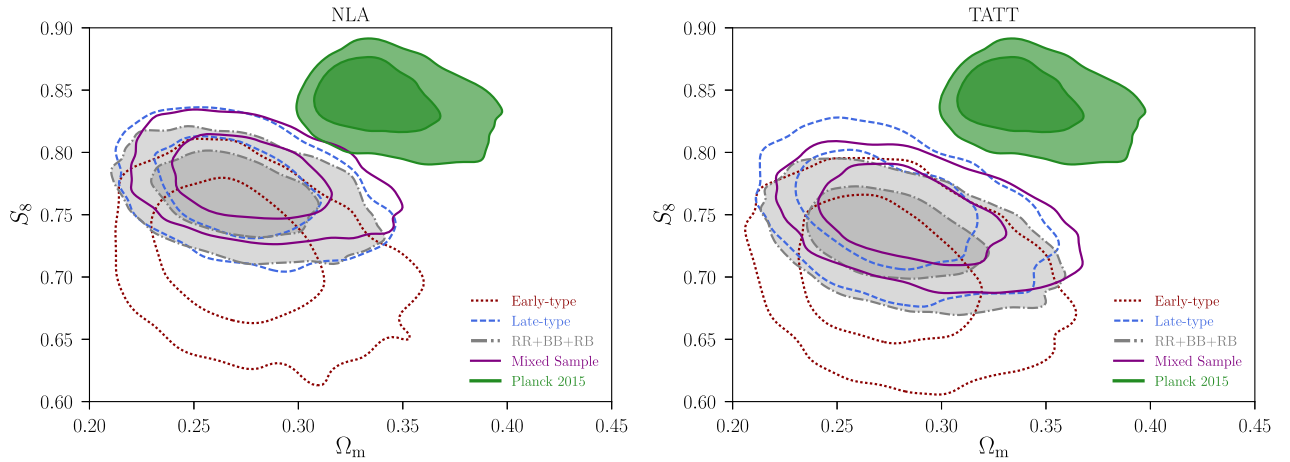 NLA
0.90
0.85
0.80
0.75
0.70
0.65
0.60
S8
0.20
0.25
0.30
0.35
0.40
0.45
Ωm
Early-type
Late-type
RR+BB+RB
Mixed Sample
Planck 2015
TATT
0.90
0.85
0.80
0.75
0.70
0.65
0.60
S8
0.20
0.25
0.30
0.35
0.40
0.45
Ωm
Early-type
Late-type
RR+BB+RB
Mixed Sample
Planck 2015